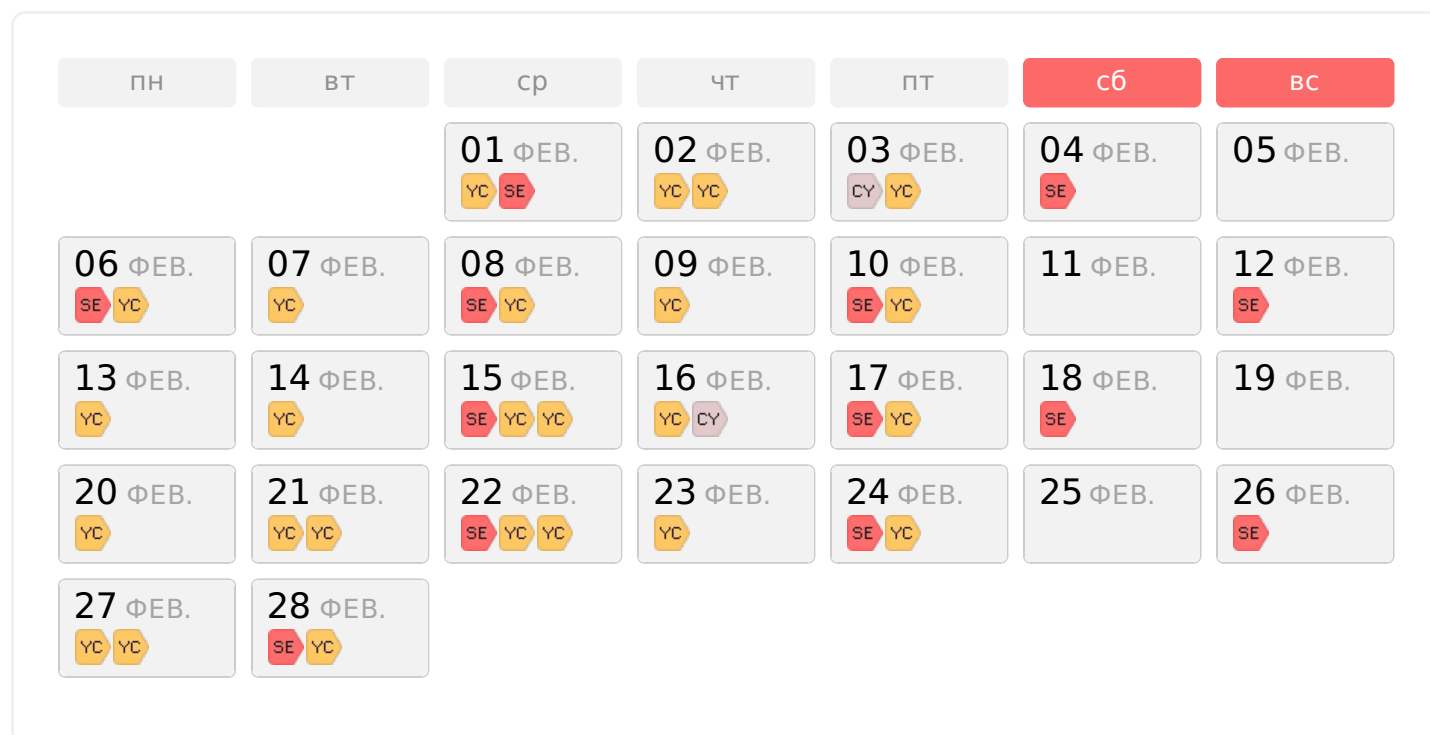 пн вт ср чт пт сб вс
01 ФЕВ. 02 ФЕВ. 03 ФЕВ. 04 ФЕВ. 05 ФЕВ.
YC SE YC YC CY YC SE
06 ФЕВ. 07 ФЕВ. 08 ФЕВ. 09 ФЕВ. 10 ФЕВ. 11 ФЕВ. 12 ФЕВ.
SE YC YC SE YC YC SE YC SE
13 ФЕВ. 14 ФЕВ. 15 ФЕВ. 16 ФЕВ. 17 ФЕВ. 18 ФЕВ. 19 ФЕВ.
YC YC SE YC YC YC CY SE YC SE
20 ФЕВ. 21 ФЕВ. 22 ФЕВ. 23 ФЕВ. 24 ФЕВ. 25 ФЕВ. 26 ФЕВ.
YC YC YC SE YC YC YC SE YC SE
27 ФЕВ. 28 ФЕВ.
YC YC SE YC